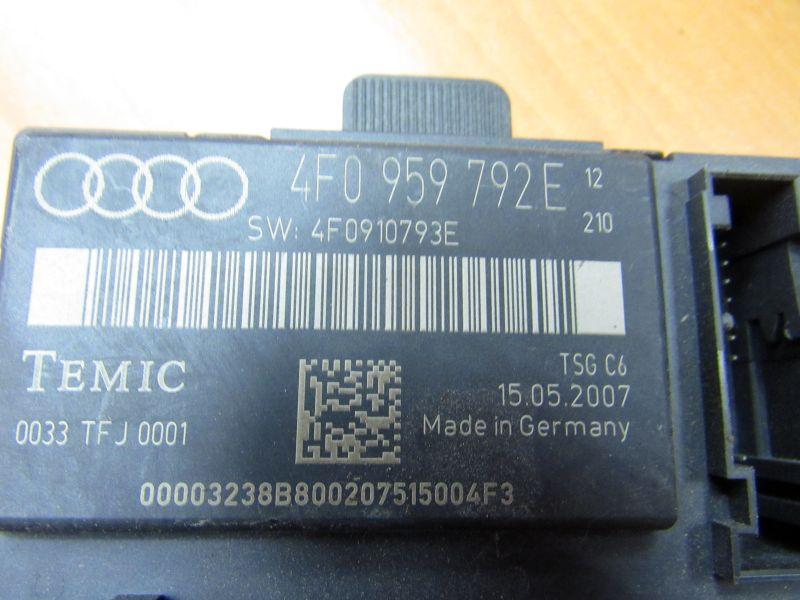 4F0 959 792 E 12
SW: 4F0910793E 210
TEMIC
TSG C6
15.05.2007
0033 TFJ 0001
Made in Germany
00003238B800207515004F3